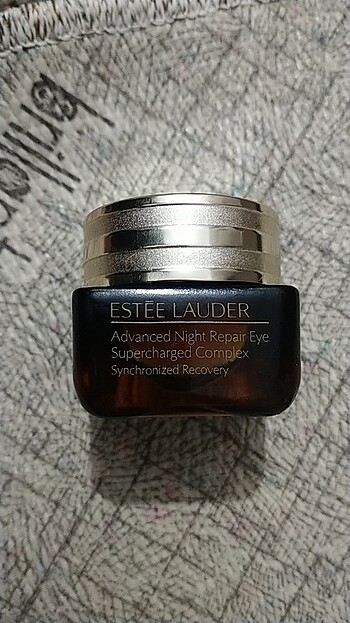 ESTĒE LAUDER
Advanced Night Repair Eye
Supercharged Complex
Synchronized Recovery